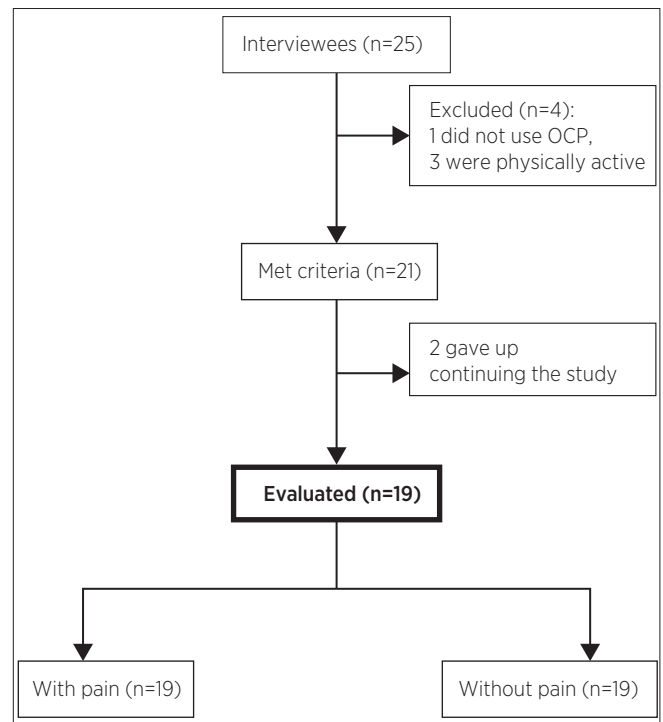 Interviewees (n=25)
Excluded (n=4):
1 did not use OCP,
3 were physically active
Met criteria (n=21)
2 gave up
continuing the study
Evaluated (n=19)
With pain (n=19)
Without pain (n=19)